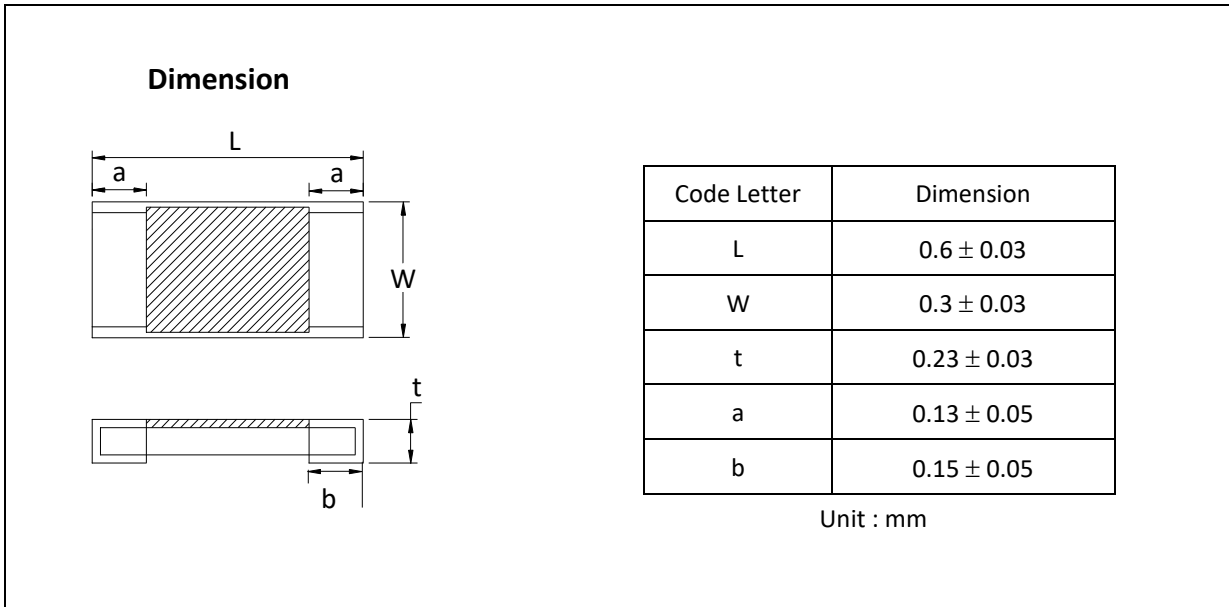 Dimension
L
a a
W
t
b
Code Letter Dimension
L 0.6 ± 0.03
W 0.3 ± 0.03
t 0.23 ± 0.03
a 0.13 ± 0.05
b 0.15 ± 0.05
Unit : mm